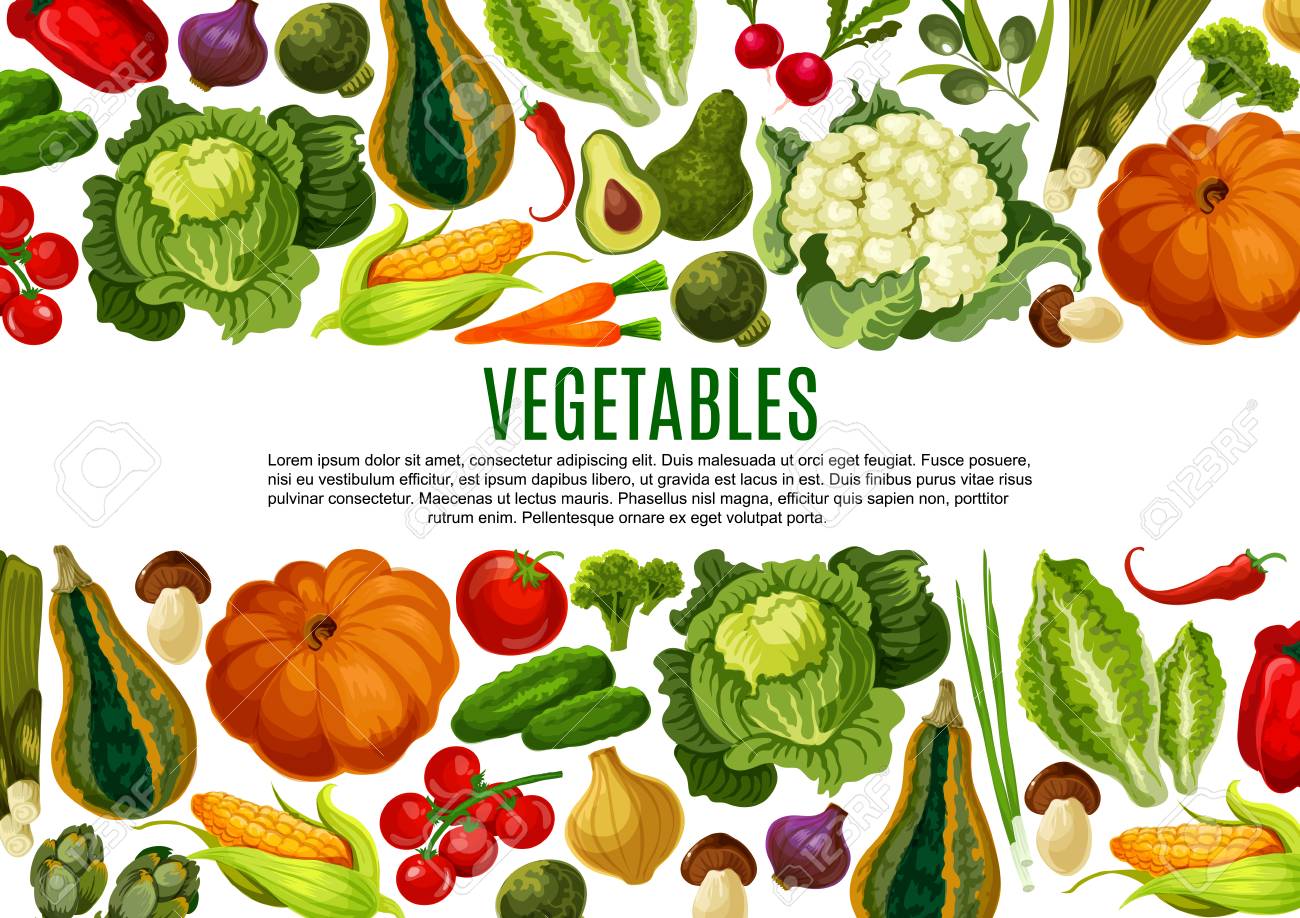 VEGETABLES
Lorem ipsum dolor sit amet, consectetur adipiscing elit. Duis malesuada ut orci eget feugiat. Fusce posuere,
nisi eu vestibulum efficitur, est ipsum dapibus libero, ut gravida est lacus in est. Duis finibus purus vitae risus
pulvinar consectetur. Maecenas ut lectus mauris. Phasellus nisl magna, efficitur quis sapien non, porttitor
rutrum enim. Pellentesque ornare ex eget volutpat porta.
123RF